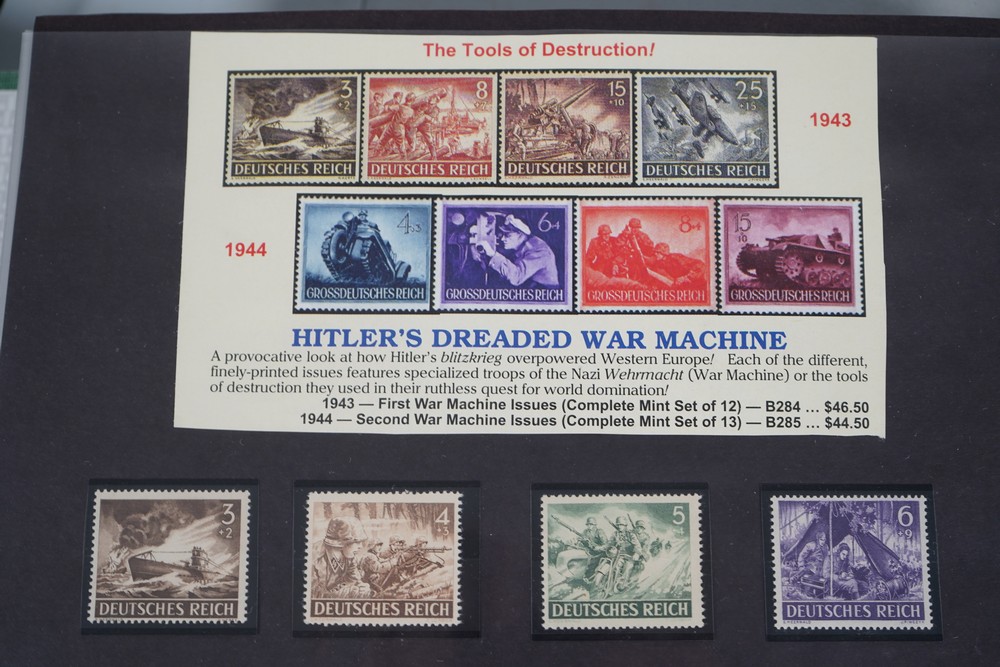 The Tools of Destruction!
3
+2
DEUTSCHES REICH
8
+7
DEUTSCHES REICH
15
+10
DEUTSCHES REICH
25
+15
DEUTSCHES REICH
1943
1944
4+3
GROSSDEUTSCHES REICH
6+4
GROSSDEUTSCHES REICH
8+4
GROSSDEUTSCHES REICH
15
10
GROSSDEUTSCHES REICH
HITLER'S DREADED WAR MACHINE
A provocative look at how Hitler's blitzkrieg overpowered Western Europe! Each of the different,
finely-printed issues features specialized troops of the Nazi Wehrmacht (War Machine) or the tools
of destruction they used in their ruthless quest for world domination!
1943 — First War Machine Issues (Complete Mint Set of 12) — B284 ... $46.50
1944 — Second War Machine Issues (Complete Mint Set of 13) — B285 ... $44.50
3
+2
DEUTSCHES REICH
4
+3
DEUTSCHES REICH
5
DEUTSCHES REICH
6
+9
DEUTSCHES REICH